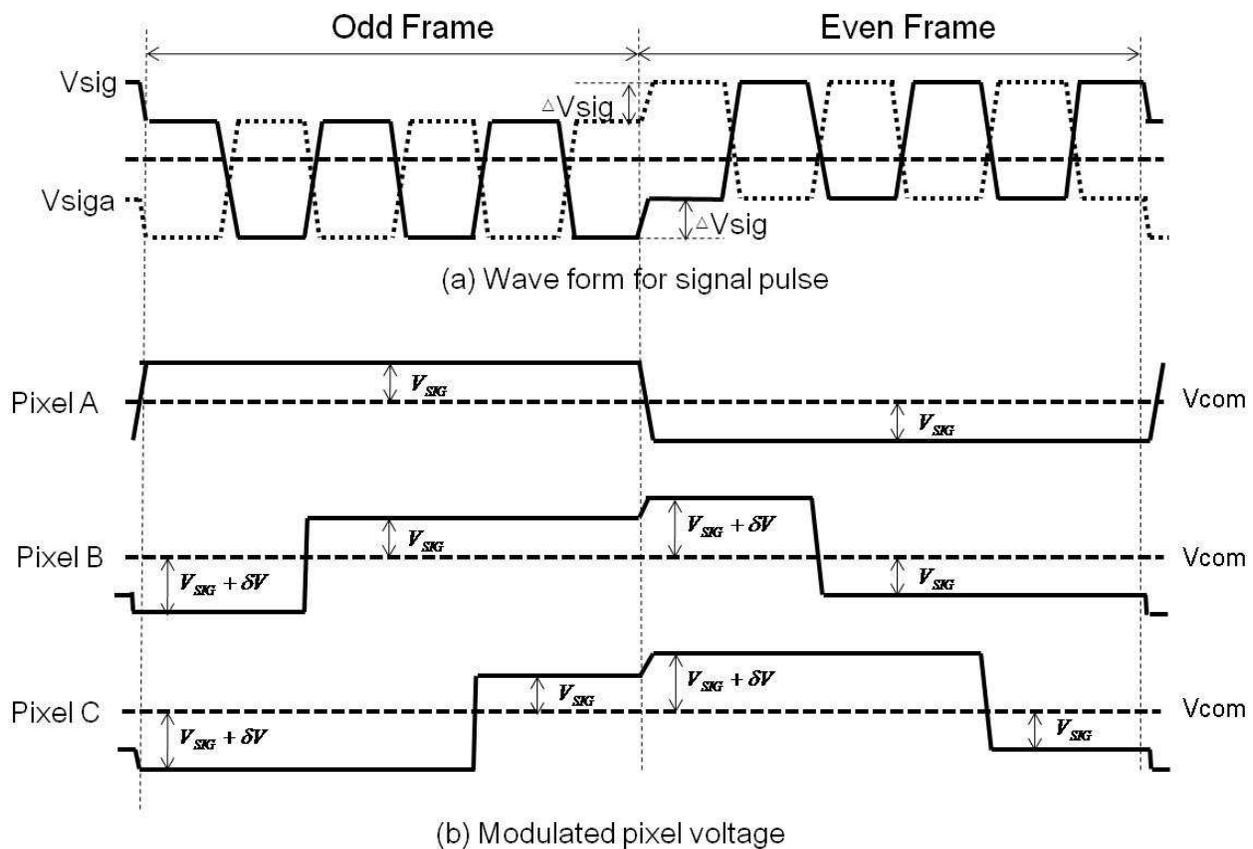 Odd Frame
Even Frame
Vsig
△Vsig
Vsiga
△Vsig
(a) Wave form for signal pulse
Pixel A
V_SIG
V_SIG
Vcom
Pixel B
V_SIG + δV
V_SIG
V_SIG + δV
V_SIG
Vcom
Pixel C
V_SIG + δV
V_SIG
V_SIG + δV
V_SIG
Vcom
(b) Modulated pixel voltage